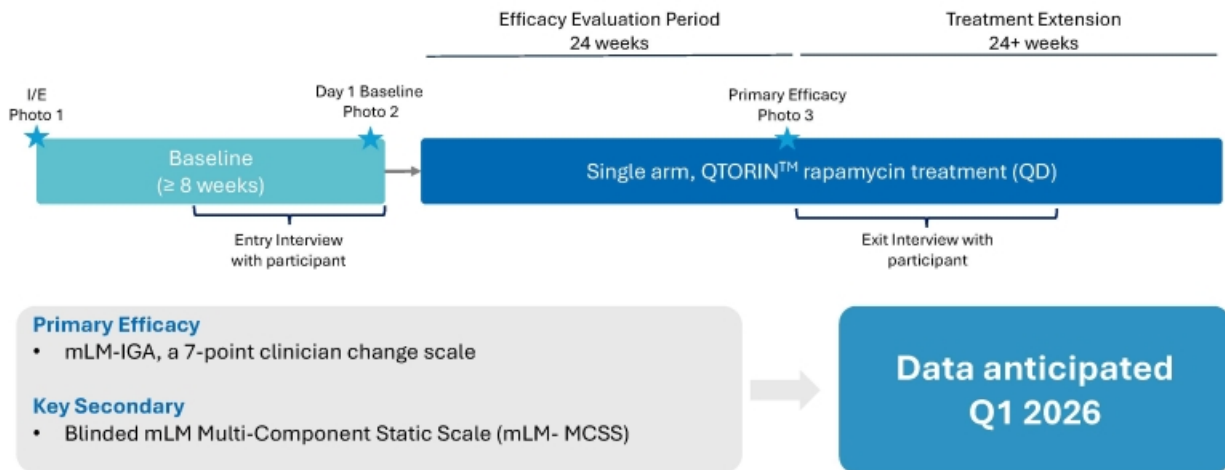 Efficacy Evaluation Period
24 weeks
Treatment Extension
24+ weeks
I/E
Photo 1
Day 1 Baseline
Photo 2
Primary Efficacy
Photo 3
Baseline
(≥ 8 weeks)
Single arm, QTORIN™ rapamycin treatment (QD)
Entry Interview
with participant
Exit Interview with
participant
Primary Efficacy
• mLM-IGA, a 7-point clinician change scale
Key Secondary
• Blinded mLM Multi-Component Static Scale (mLM- MCSS)
Data anticipated
Q1 2026